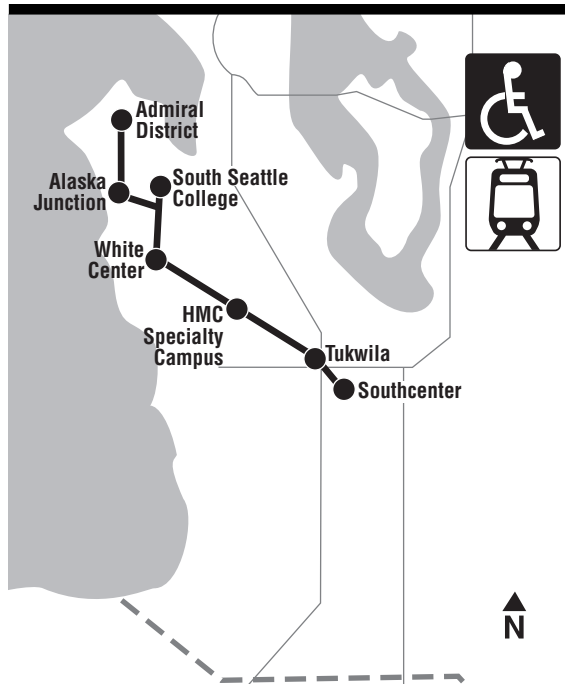 Admiral
District
Alaska
Junction
South Seattle
College
White
Center
HMC
Specialty
Campus
Tukwila
Southcenter
N